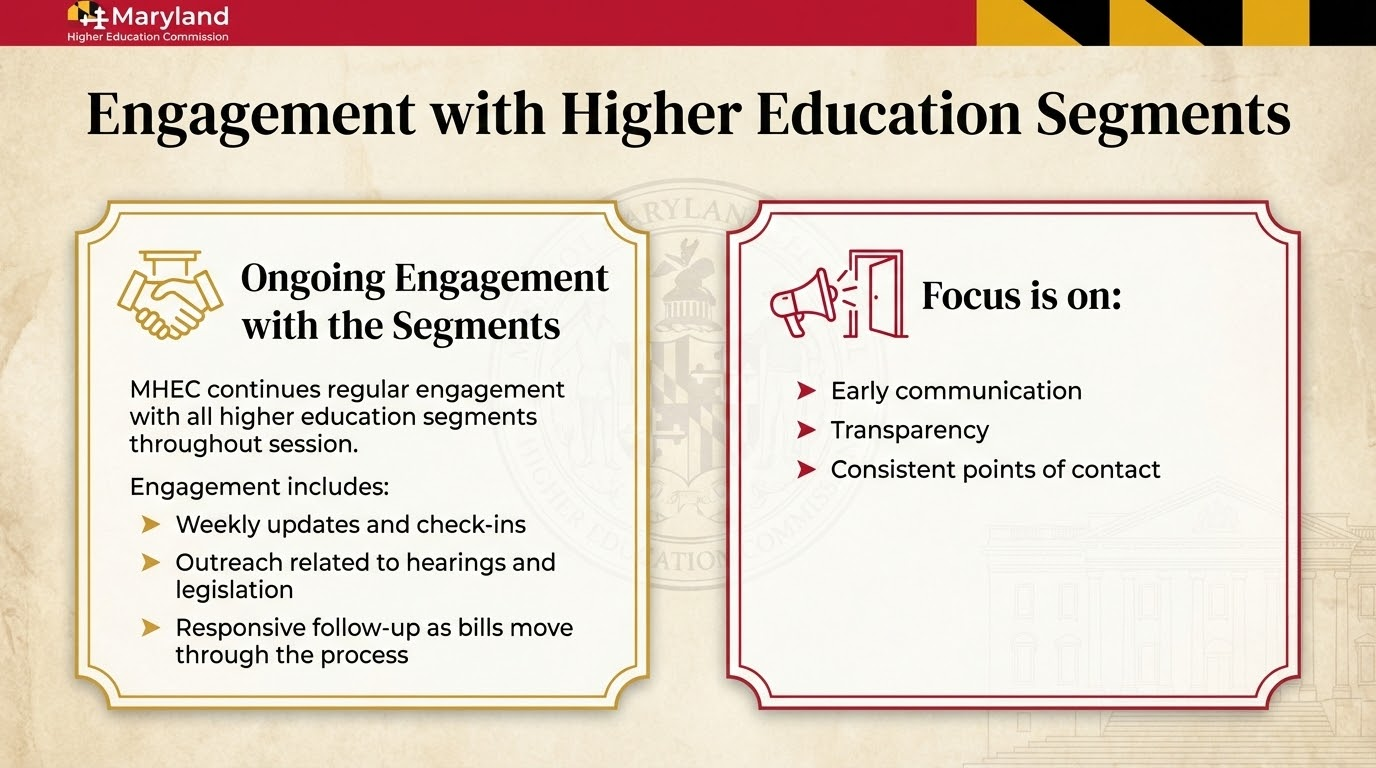 Maryland
Higher Education Commission
Engagement with Higher Education Segments
Ongoing Engagement
with the Segments
MHEC continues regular engagement
with all higher education segments
throughout session.
Engagement includes:
➤ Weekly updates and check-ins
➤ Outreach related to hearings and
legislation
➤ Responsive follow-up as bills move
through the process
Focus is on:
➤ Early communication
➤ Transparency
➤ Consistent points of contact